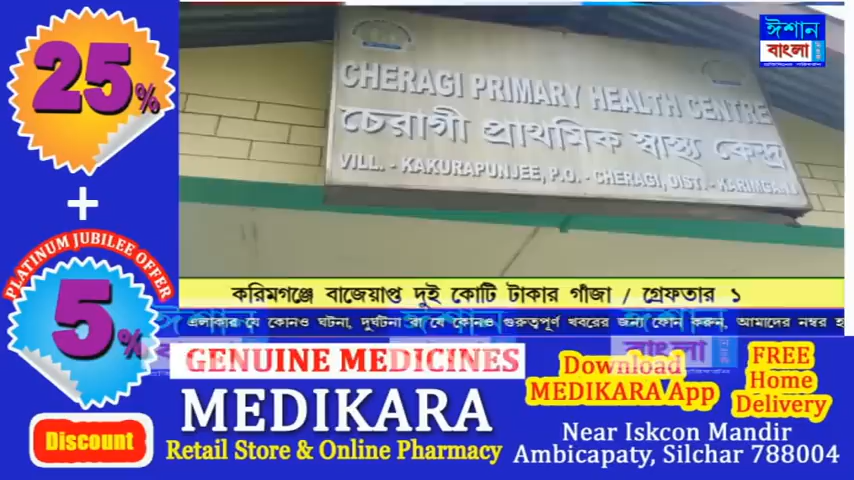 25%
+
PLATINUM JUBILEE OFFER
5%
Discount
ঈশান
বাংলা
CHERAGI PRIMARY HEALTH CENTRE
চেরাগী প্রাথমিক স্বাস্থ্য কেন্দ্র
VILL. - KAKURAPUNJEE, P.O. - CHERAGI, DIST. - KARIMGANJ
করিমগঞ্জে বাজেয়াপ্ত দুই কোটি টাকার গাঁজা / গ্রেফতার ১
এলাকার যে কোনও ঘটনা, দুর্ঘটনা বা যে কোনও গুরুত্বপূর্ণ খবরের জন্য ফোন করুন, আমাদের নম্বর হ
GENUINE MEDICINES
MEDIKARA
Retail Store & Online Pharmacy
Download
MEDIKARA App
FREE
Home
Delivery
Near Iskcon Mandir
Ambicapaty, Silchar 788004